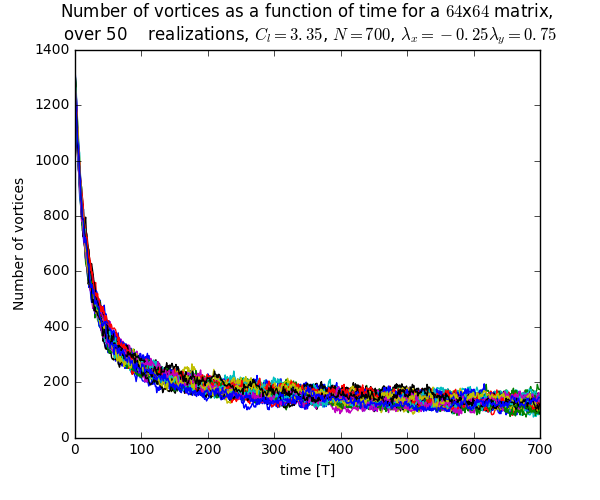 Number of vortices as a function of time for a 64x64 matrix,
over 50 realizations, C_l = 3.35, N = 700, λ_x = −0.25λ_y = 0.75
1400
1200
1000
800
600
400
200
0
Number of vortices
0 100 200 300 400 500 600 700
time [T]